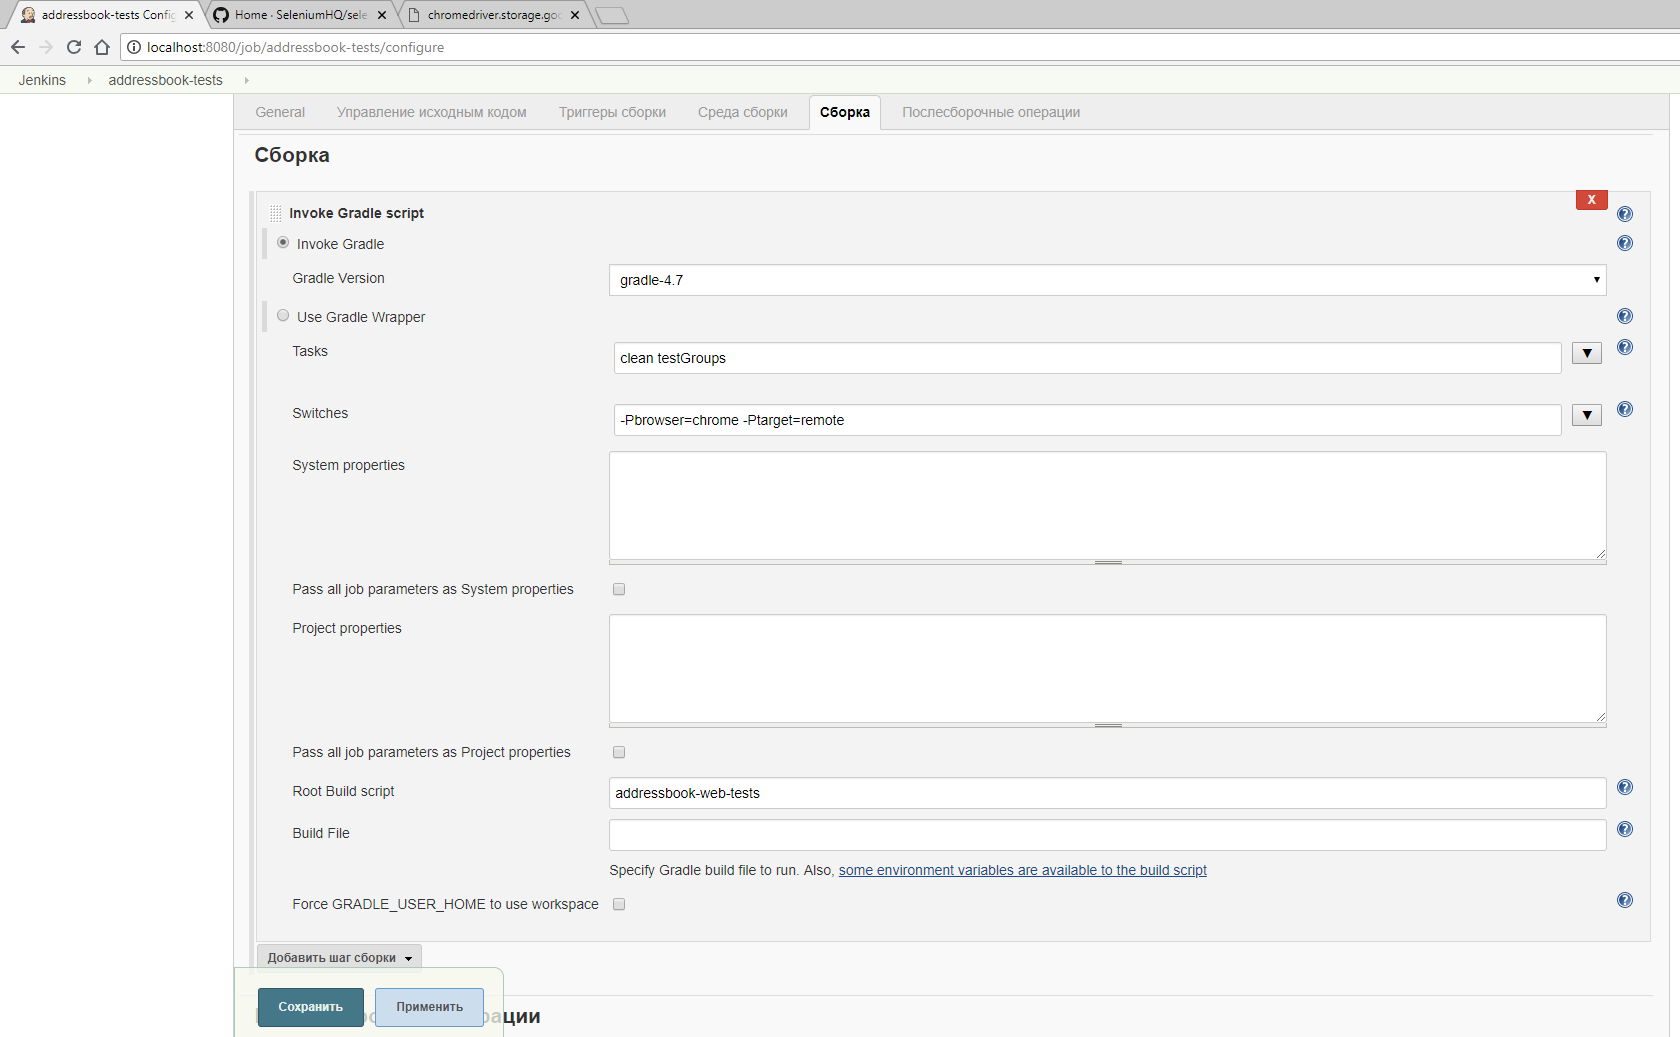 addressbook-tests Config
Home · SeleniumHQ/sele
chromedriver.storage.goo
localhost:8080/job/addressbook-tests/configure
Jenkins
addressbook-tests
General
Управление исходным кодом
Триггеры сборки
Среда сборки
Сборка
Послесборочные операции
Сборка
X
Invoke Gradle script
Invoke Gradle
Gradle Version
gradle-4.7
Use Gradle Wrapper
Tasks
clean testGroups
Switches
-Pbrowser=chrome -Ptarget=remote
System properties
Pass all job parameters as System properties
Project properties
Pass all job parameters as Project properties
Root Build script
addressbook-web-tests
Build File
Specify Gradle build file to run. Also, some environment variables are available to the build script
Force GRADLE_USER_HOME to use workspace
Добавить шаг сборки
Сохранить
Применить